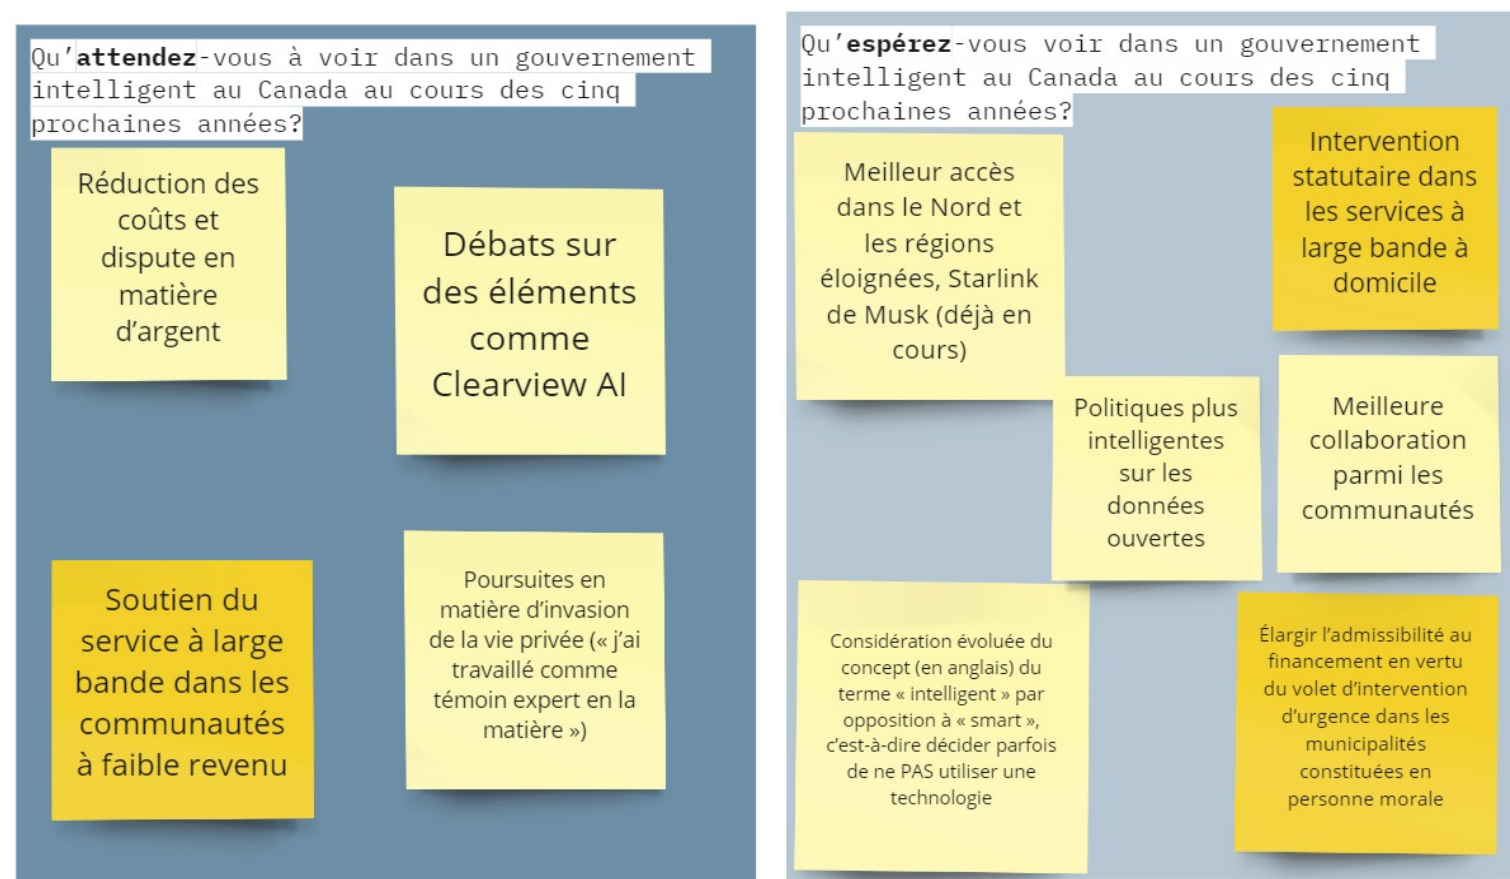 Qu’attendez-vous à voir dans un gouvernement
intelligent au Canada au cours des cinq
prochaines années?
Réduction des
coûts et
dispute en
matière
d’argent
Débats sur
des éléments
comme
Clearview AI
Soutien du
service à large
bande dans les
communautés
à faible revenu
Poursuites en
matière d’invasion
de la vie privée (« j’ai
travaillé comme
témoin expert en la
matière »)
Qu’espérez-vous voir dans un gouvernement
intelligent au Canada au cours des cinq
prochaines années?
Meilleur accès
dans le Nord et
les régions
éloignées, Starlink
de Musk (déjà en
cours)
Intervention
statutaire dans
les services à
large bande à
domicile
Politiques plus
intelligentes
sur les
données
ouvertes
Meilleure
collaboration
parmi les
communautés
Considération évoluée du
concept (en anglais) du
terme « intelligent » par
opposition à « smart »,
c’est-à-dire décider parfois
de ne PAS utiliser une
technologie
Élargir l’admissibilité au
financement en vertu
du volet d’intervention
d’urgence dans les
municipalités
constituées en
personne morale